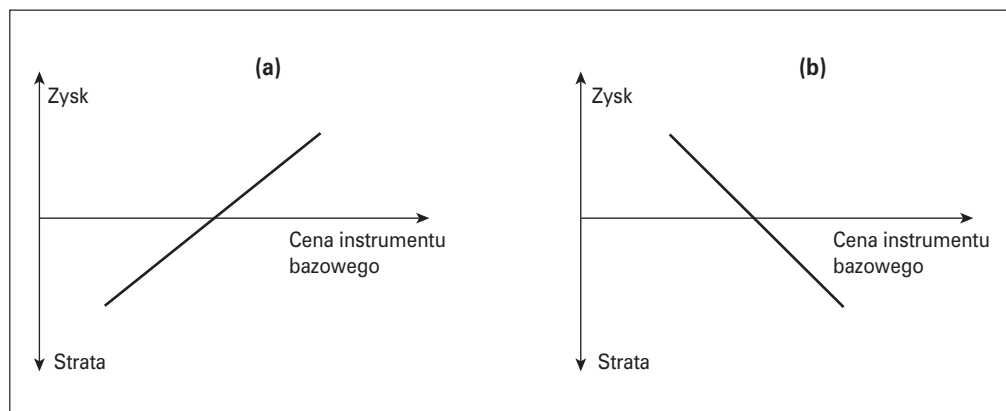 (a)
Zysk
Cena instrumentu
bazowego
Strata
(b)
Zysk
Cena instrumentu
bazowego
Strata